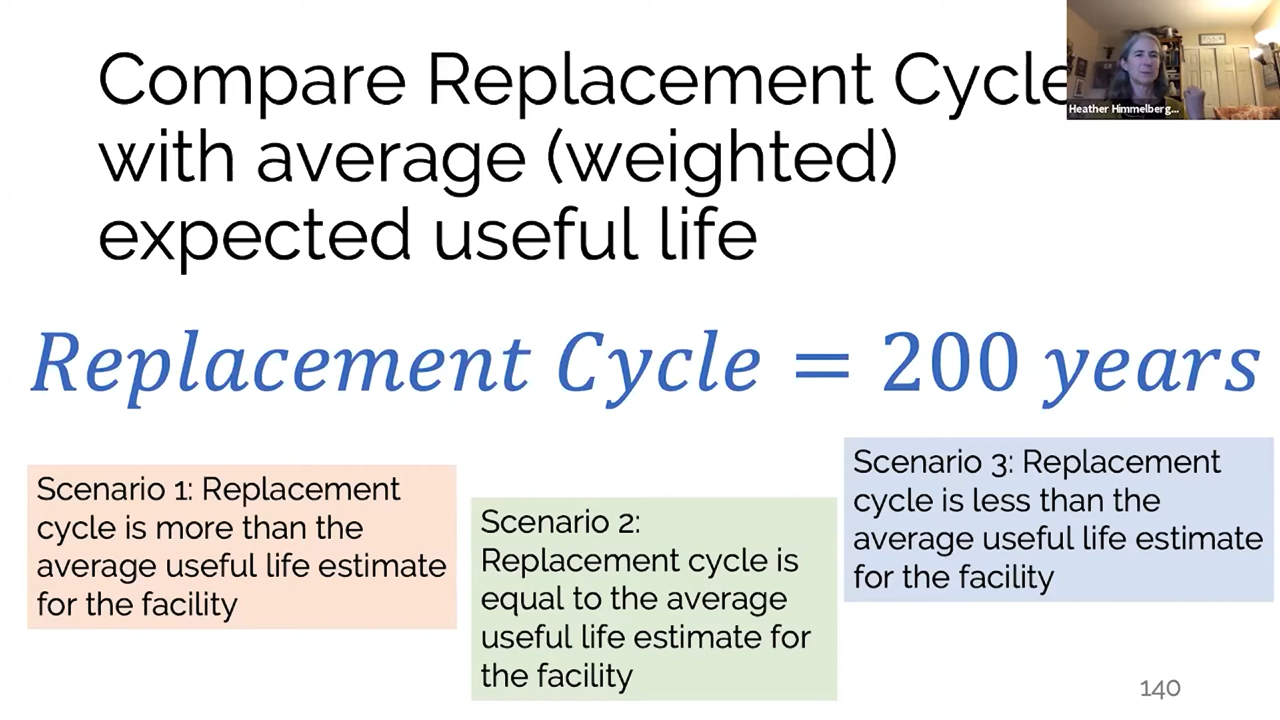 Compare Replacement Cycle
with average (weighted)
expected useful life
Heather Himmelberg...
Replacement Cycle = 200 years
Scenario 1: Replacement
cycle is more than the
average useful life estimate
for the facility
Scenario 2:
Replacement cycle is
equal to the average
useful life estimate for
the facility
Scenario 3: Replacement
cycle is less than the
average useful life estimate
for the facility
140